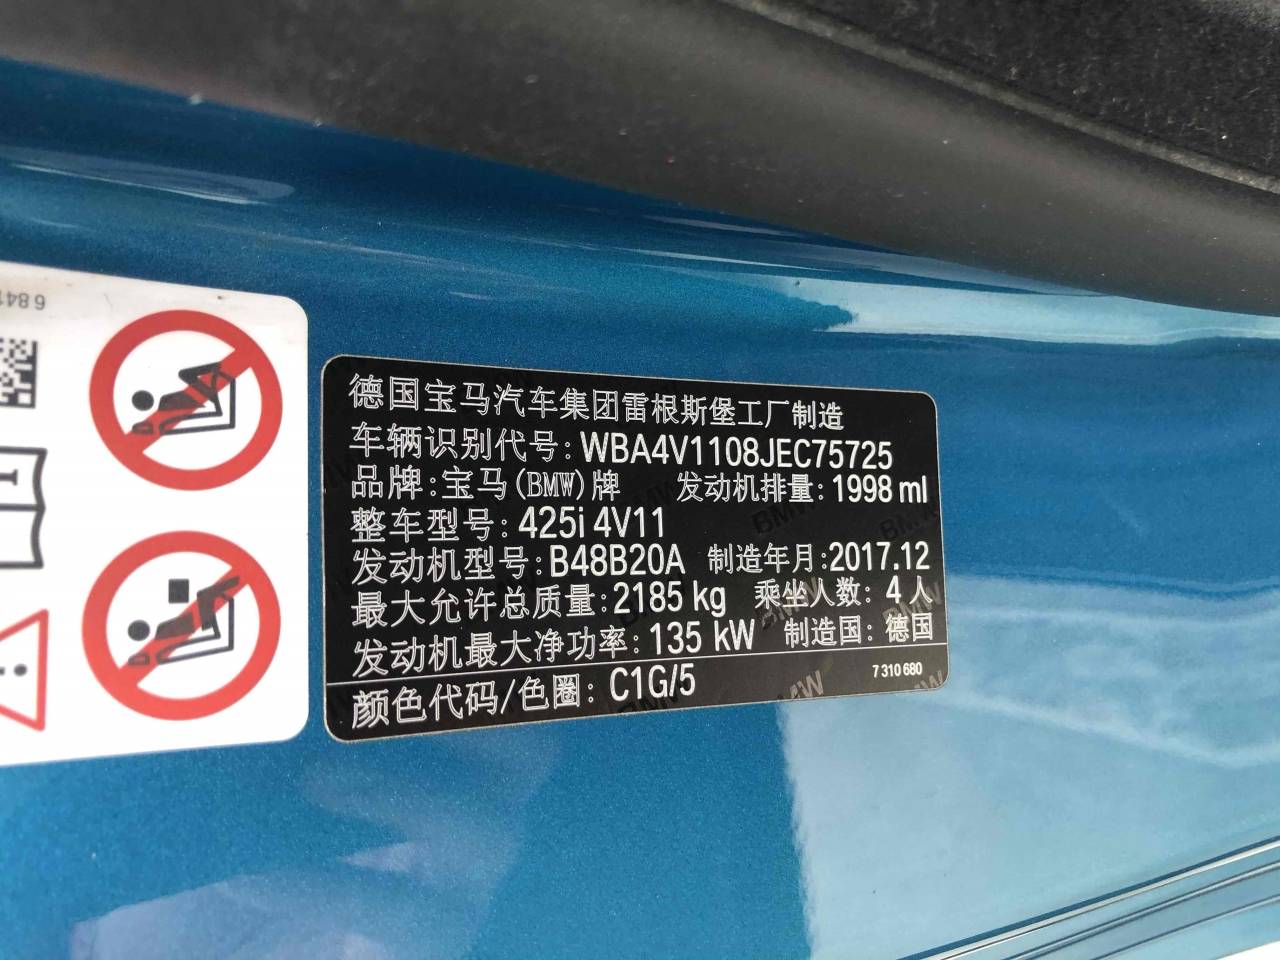 德国宝马汽车集团雷根斯堡工厂制造
车辆识别代号: WBA4V1108JEC75725
品牌:宝马(BMW)牌 发动机排量: 1998 ml
整车型号: 425i 4V11
发动机型号: B48B20A 制造年月:2017.12
最大允许总质量: 2185 kg 乘坐人数: 4 人
发动机最大净功率: 135 kW 制造国: 德国
颜色代码/色圈: C1G/5 7 310 680